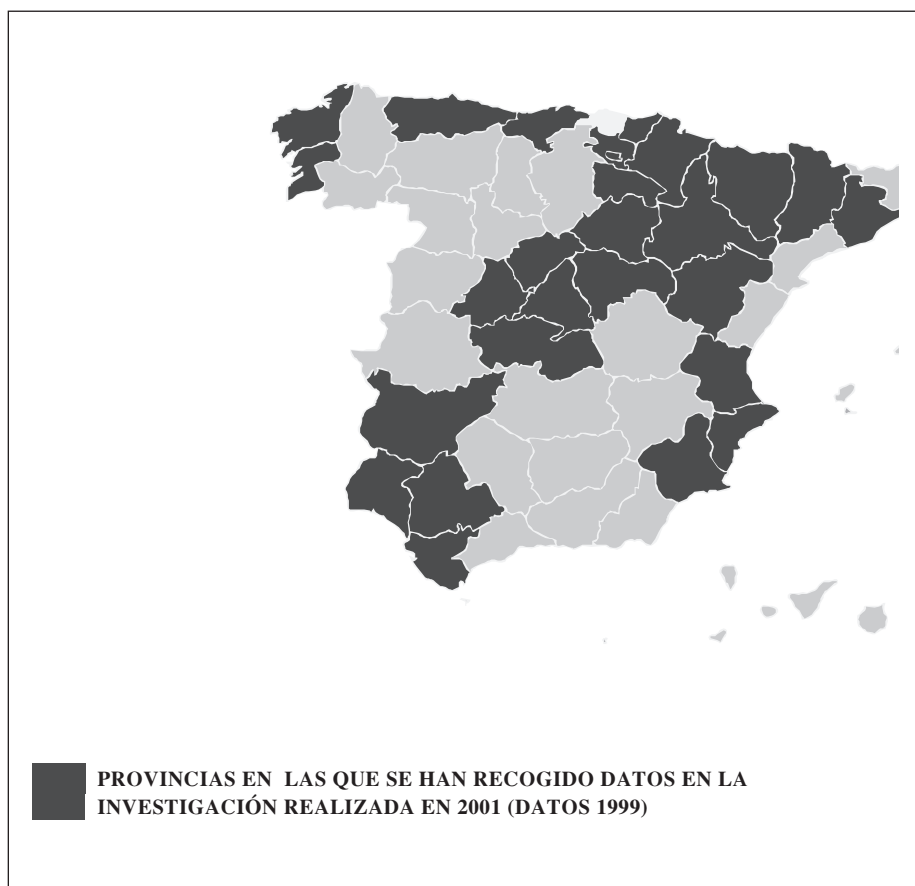 PROVINCIAS EN LAS QUE SE HAN RECOGIDO DATOS EN LA
INVESTIGACIÓN REALIZADA EN 2001 (DATOS 1999)